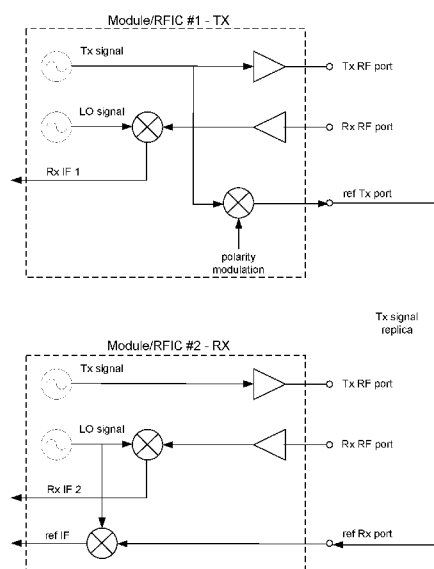 Module/RFIC #1 - TX
Tx signal
Tx RF port
LO signal
Rx RF port
Rx IF 1
ref Tx port
polarity
modulation
Tx signal
replica
Module/RFIC #2 - RX
Tx signal
Tx RF port
LO signal
Rx RF port
Rx IF 2
ref IF
ref Rx port